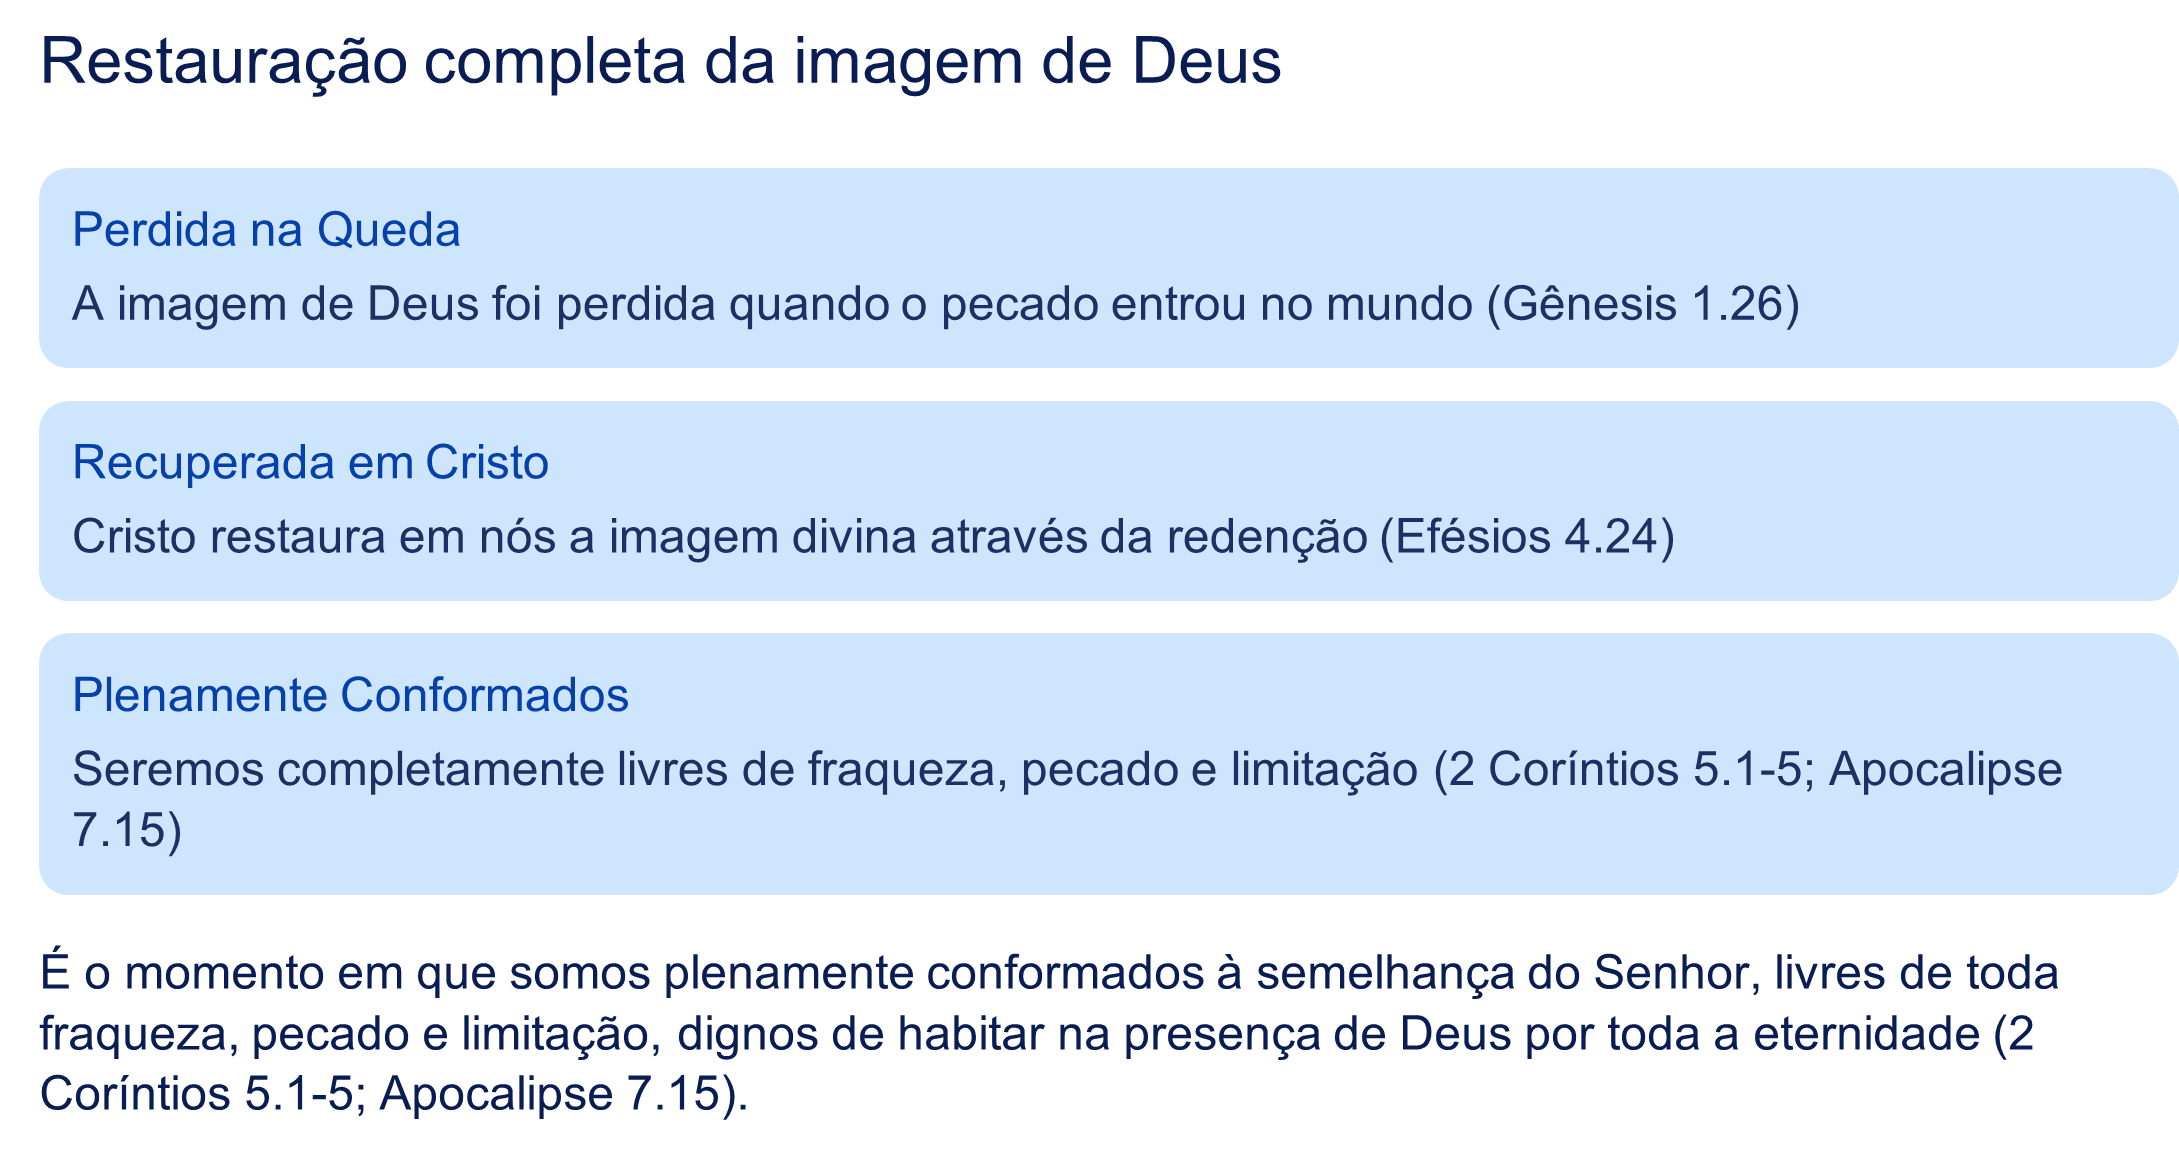 Restauração completa da imagem de Deus
Perdida na Queda
A imagem de Deus foi perdida quando o pecado entrou no mundo (Gênesis 1.26)
Recuperada em Cristo
Cristo restaura em nós a imagem divina através da redenção (Efésios 4.24)
Plenamente Conformados
Seremos completamente livres de fraqueza, pecado e limitação (2 Coríntios 5.1-5; Apocalipse
7.15)
É o momento em que somos plenamente conformados à semelhança do Senhor, livres de toda
fraqueza, pecado e limitação, dignos de habitar na presença de Deus por toda a eternidade (2
Coríntios 5.1-5; Apocalipse 7.15).